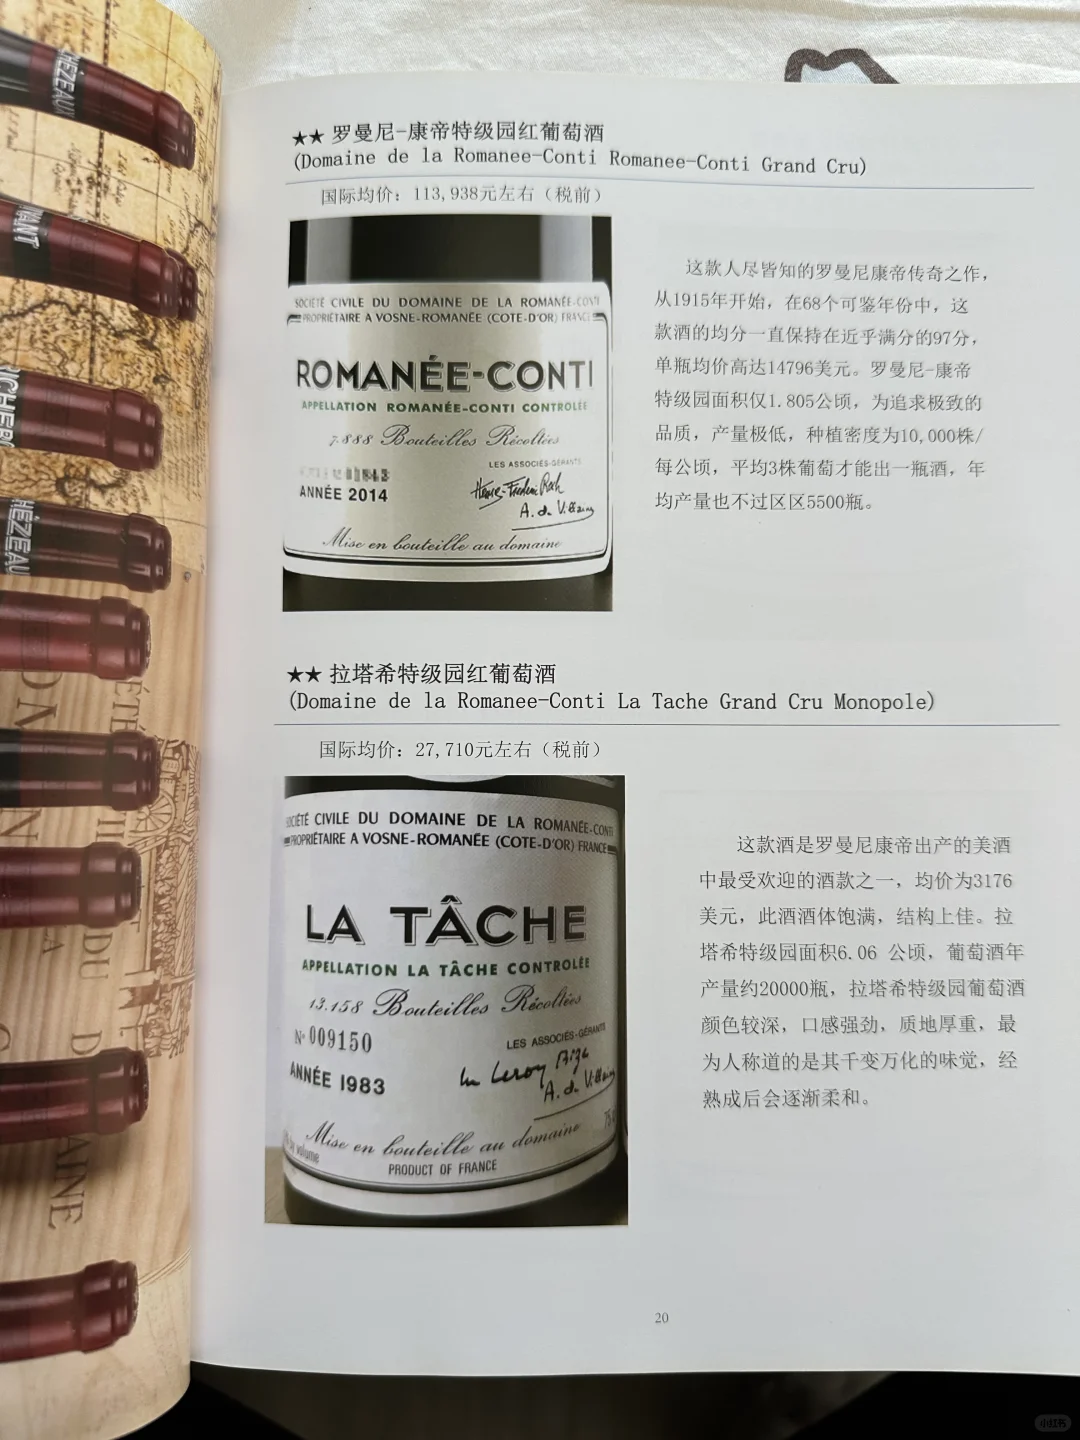 ★★ 罗曼尼-康帝特级园红葡萄酒
(Domaine de la Romanee-Conti Romanee-Conti Grand Cru)
国际均价：113,938元左右（税前）
SOCIÉTÉ CIVILE DU DOMAINE DE LA ROMANÉE-CONTI
PROPRIÉTAIRE A VOSNE-ROMANÉE (COTE-D'OR) FRANCE
ROMANÉE-CONTI
APPELLATION ROMANÉE-CONTI CONTROLÉE
7.888 Bouteilles Récoltées
LES ASSOCIÉS-GÉRANTS
ANNÉE 2014
A. de Villaine
Mise en bouteille au domaine
这款人尽皆知的罗曼尼康帝传奇之作，
从1915年开始，在68个可鉴年份中，这
款酒的均分一直保持在近乎满分的97分，
单瓶均价高达14796美元。罗曼尼-康帝
特级园面积仅1.805公顷，为追求极致的
品质，产量极低，种植密度为10,000株/
每公顷，平均3株葡萄才能出一瓶酒，年
均产量也不过区区5500瓶。
★★ 拉塔希特级园红葡萄酒
(Domaine de la Romanee-Conti La Tache Grand Cru Monopole)
国际均价：27,710元左右（税前）
SOCIÉTÉ CIVILE DU DOMAINE DE LA ROMANÉE-CONTI
PROPRIÉTAIRE A VOSNE-ROMANÉE (COTE-D'OR) FRANCE
LA TÂCHE
APPELLATION LA TÂCHE CONTROLÉE
13.158 Bouteilles Récoltées
Nº 009150
LES ASSOCIÉS-GÉRANTS
ANNÉE 1983
A. de Villaine
Mise en bouteille au domaine
by volume
PRODUCT OF FRANCE
这款酒是罗曼尼康帝出产的美酒
中最受欢迎的酒款之一，均价为3176
美元，此酒酒体饱满，结构上佳。拉
塔希特级园面积6.06 公顷，葡萄酒年
产量约20000瓶，拉塔希特级园葡萄酒
颜色较深，口感强劲，质地厚重，最
为人称道的是其千变万化的味觉，经
熟成后会逐渐柔和。
20
小红书